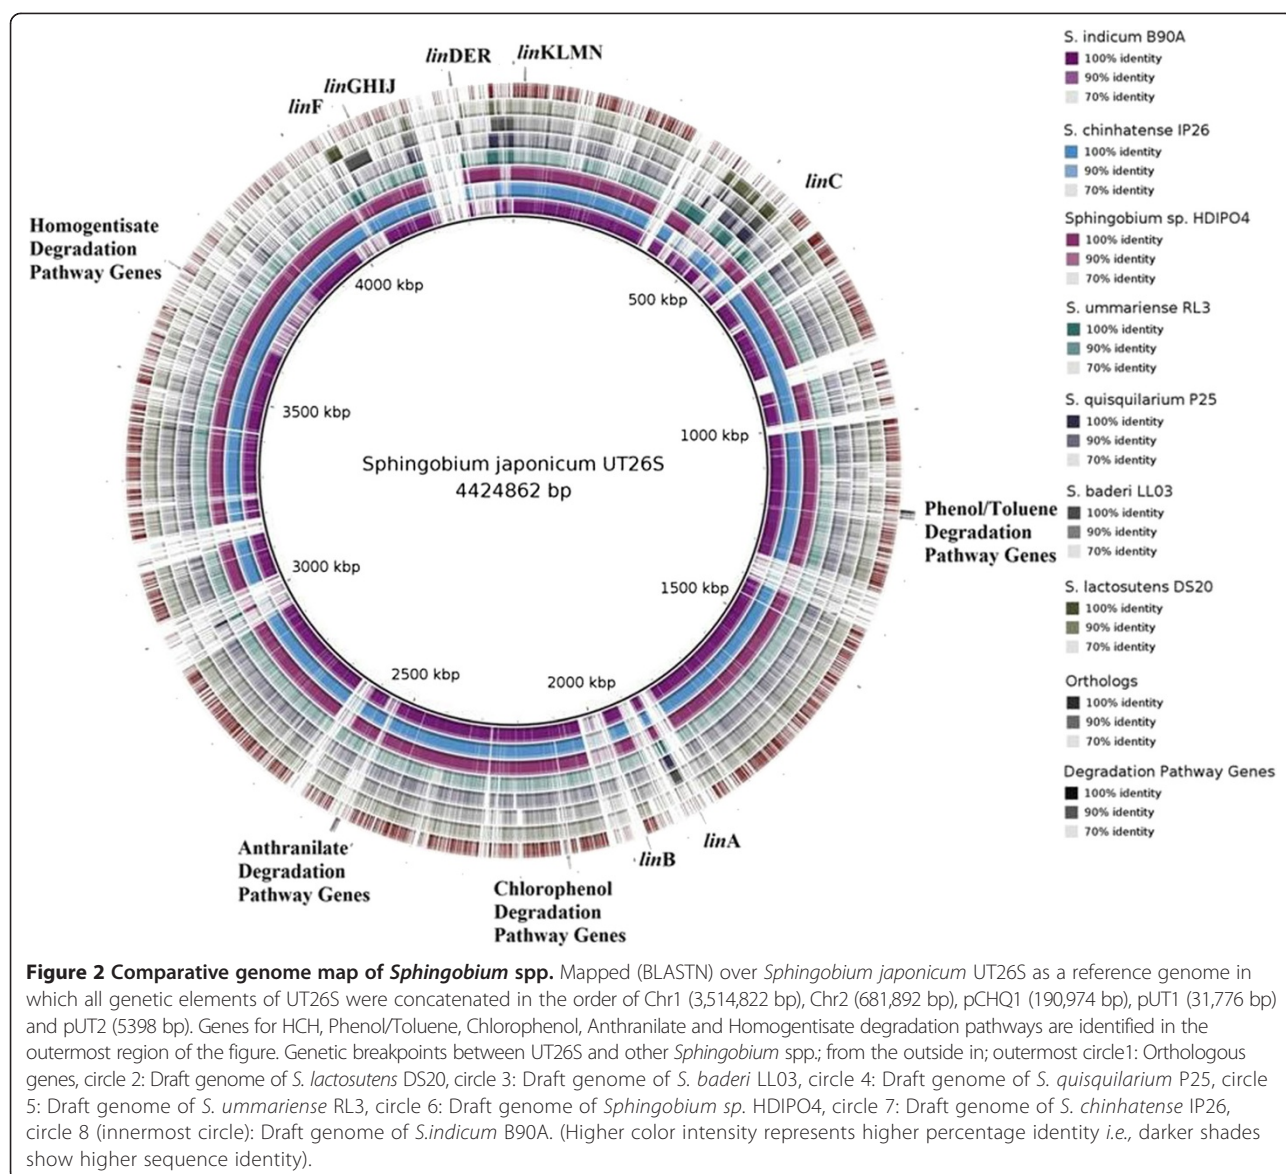 linDER
linKLMN
linGHIJ
linF
linC
Homogentisate
Degradation
Pathway Genes
4000 kbp
500 kbp
3500 kbp
1000 kbp
Sphingobium japonicum UT26S
4424862 bp
Phenol/Toluene
Degradation
Pathway Genes
3000 kbp
1500 kbp
2500 kbp
2000 kbp
linA
linB
Anthranilate
Degradation
Pathway Genes
Chlorophenol
Degradation
Pathway Genes
S. indicum B90A
100% identity
90% identity
70% identity
S. chinhatense IP26
100% identity
90% identity
70% identity
Sphingobium sp. HDIPO4
100% identity
90% identity
70% identity
S. ummariense RL3
100% identity
90% identity
70% identity
S. quisquilarium P25
100% identity
90% identity
70% identity
S. baderi LL03
100% identity
90% identity
70% identity
S. lactosutens DS20
100% identity
90% identity
70% identity
Orthologs
100% identity
90% identity
70% identity
Degradation Pathway Genes
100% identity
90% identity
70% identity
Figure 2 Comparative genome map of Sphingobium spp. Mapped (BLASTN) over Sphingobium japonicum UT26S as a reference genome in
which all genetic elements of UT26S were concatenated in the order of Chr1 (3,514,822 bp), Chr2 (681,892 bp), pCHQ1 (190,974 bp), pUT1 (31,776 bp)
and pUT2 (5398 bp). Genes for HCH, Phenol/Toluene, Chlorophenol, Anthranilate and Homogentisate degradation pathways are identified in the
outermost region of the figure. Genetic breakpoints between UT26S and other Sphingobium spp.; from the outside in; outermost circle1: Orthologous
genes, circle 2: Draft genome of S. lactosutens DS20, circle 3: Draft genome of S. baderi LL03, circle 4: Draft genome of S. quisquilarium P25, circle
5: Draft genome of S. ummariense RL3, circle 6: Draft genome of Sphingobium sp. HDIPO4, circle 7: Draft genome of S. chinhatense IP26,
circle 8 (innermost circle): Draft genome of S.indicum B90A. (Higher color intensity represents higher percentage identity i.e., darker shades
show higher sequence identity).